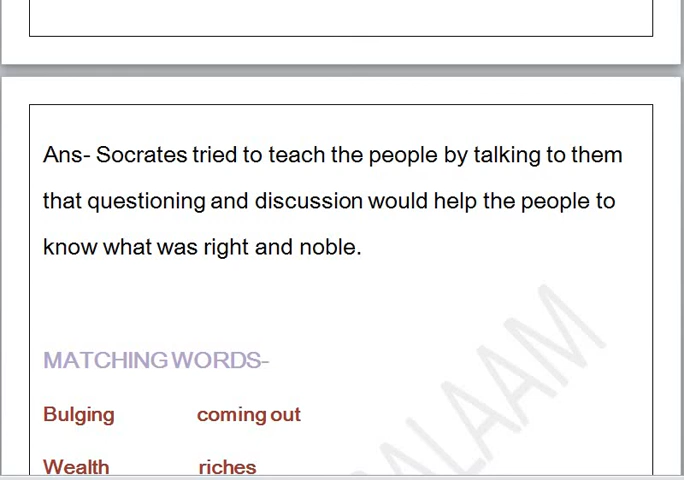 Ans- Socrates tried to teach the people by talking to them
that questioning and discussion would help the people to
know what was right and noble.
MATCHING WORDS-
Bulging coming out
Wealth riches
ALAAM